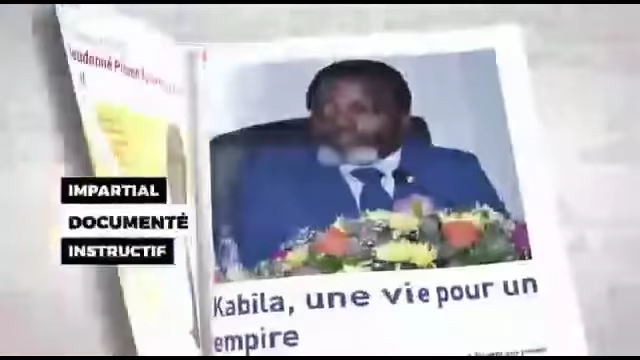 IMPARTIAL
DOCUMENTÉ
INSTRUCTIF
Kabila, une vie pour un
empire